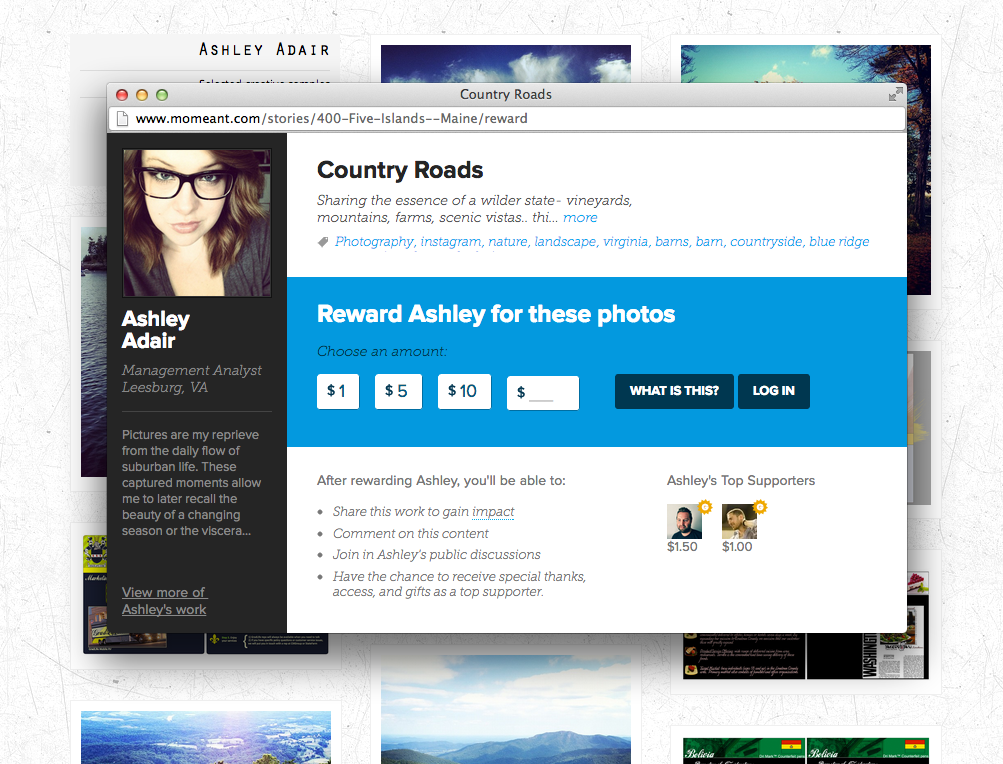 ASHLEY ADAIR
Selected creative samples
Country Roads
www.momeant.com/stories/400-Five-Islands--Maine/reward
Country Roads
Sharing the essence of a wilder state- vineyards,
mountains, farms, scenic vistas.. thi... more
Photography, instagram, nature, landscape, virginia, barns, barn, countryside, blue ridge
Reward Ashley for these photos
Choose an amount:
$ 1
$ 5
$ 10
$ ___
WHAT IS THIS?
LOG IN
Ashley
Adair
Management Analyst
Leesburg, VA
Pictures are my reprieve
from the daily flow of
suburban life. These
captured moments allow
me to later recall the
beauty of a changing
season or the viscera...
View more of
Ashley's work
After rewarding Ashley, you'll be able to:
• Share this work to gain impact
• Comment on this content
• Join in Ashley's public discussions
• Have the chance to receive special thanks,
access, and gifts as a top supporter.
Ashley's Top Supporters
$1.50
$1.00
WASHINGTON
Bolivia
Bolivia